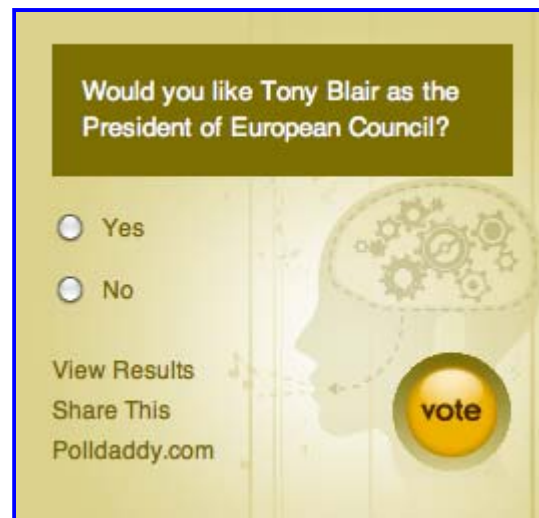 Would you like Tony Blair as the
President of European Council?
Yes
No
View Results
Share This
Polldaddy.com
vote